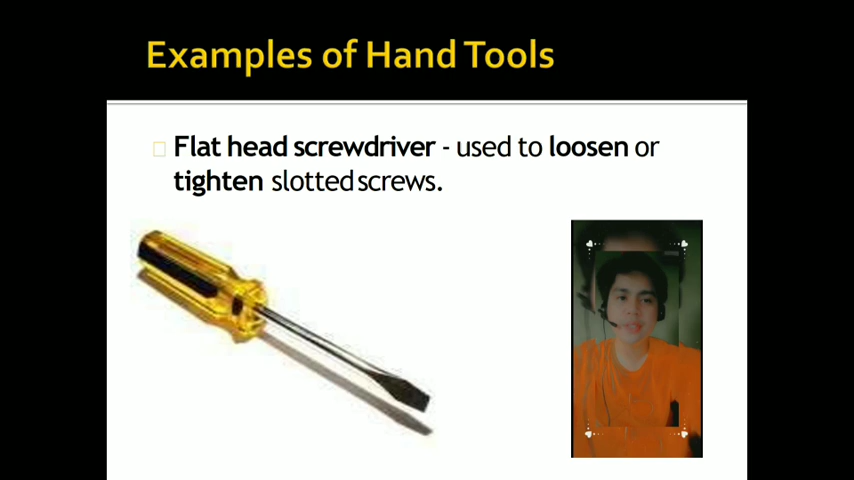 Examples of Hand Tools
Flat head screwdriver - used to loosen or
tighten slotted screws.